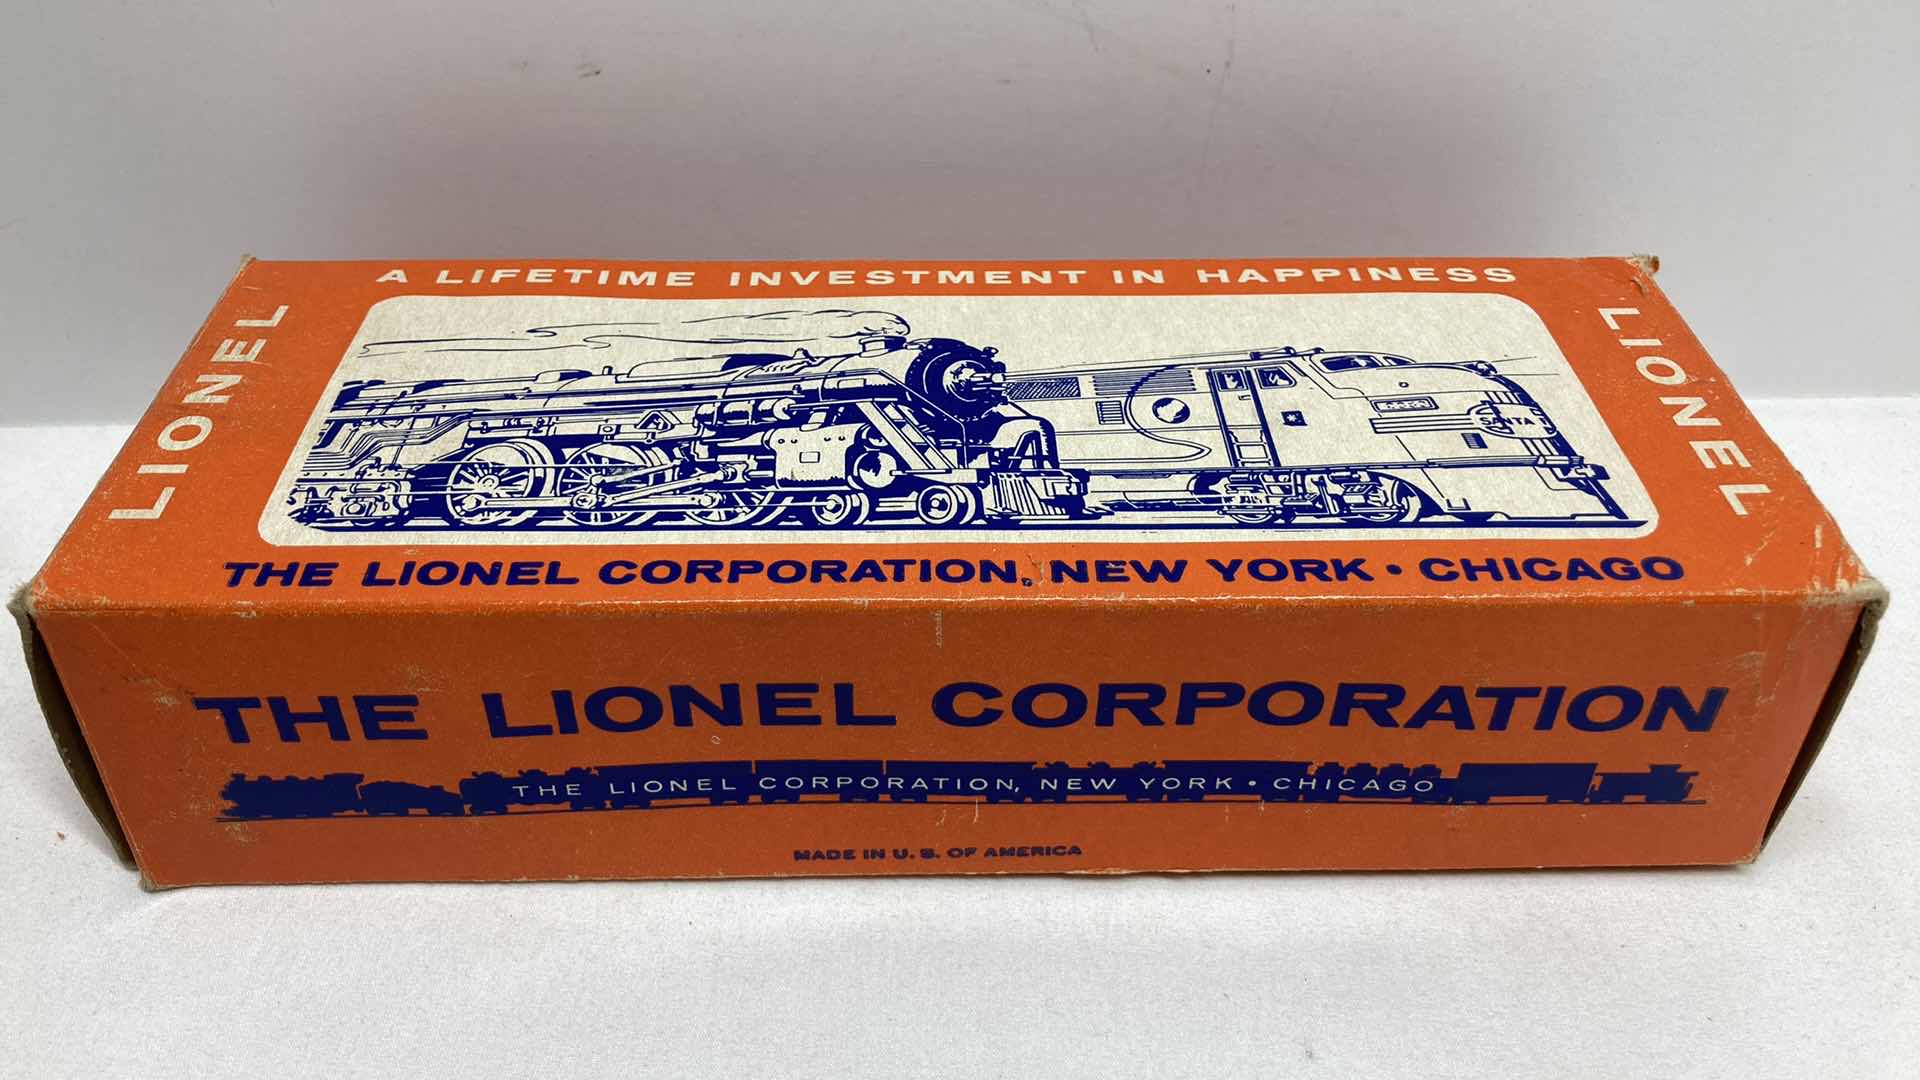 A LIFETIME INVESTMENT IN HAPPINESS
LIONEL
LIONEL
SANTA
THE LIONEL CORPORATION, NEW YORK • CHICAGO
THE LIONEL CORPORATION
THE LIONEL CORPORATION, NEW YORK • CHICAGO
MADE IN U. S. OF AMERICA